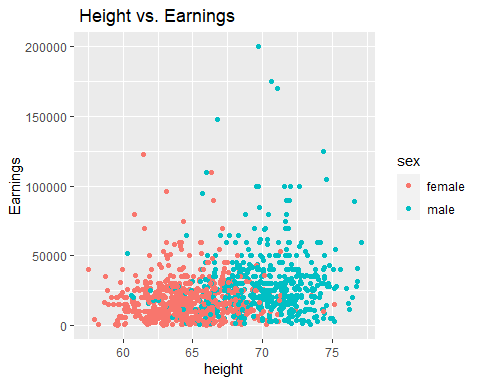 Height vs. Earnings
200000
150000
100000
50000
0
Earnings
60 65 70 75
height
sex
female
male